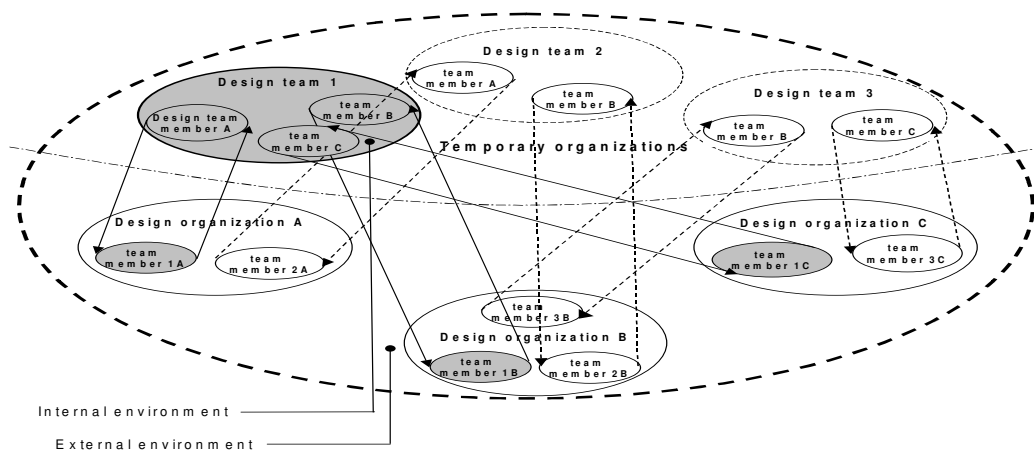 Design team 2
team
member A
team
member B
Design team 1
Design team
member A
team
member B
team
member C
Design team 3
team
member B
team
member C
Temporary organizations
Design organization A
team
member 1A
team
member 2A
Design organization C
team
member 1C
team
member 3C
team
member 3B
Design organization B
team
member 1B
team
member 2B
Internal environment
External environment